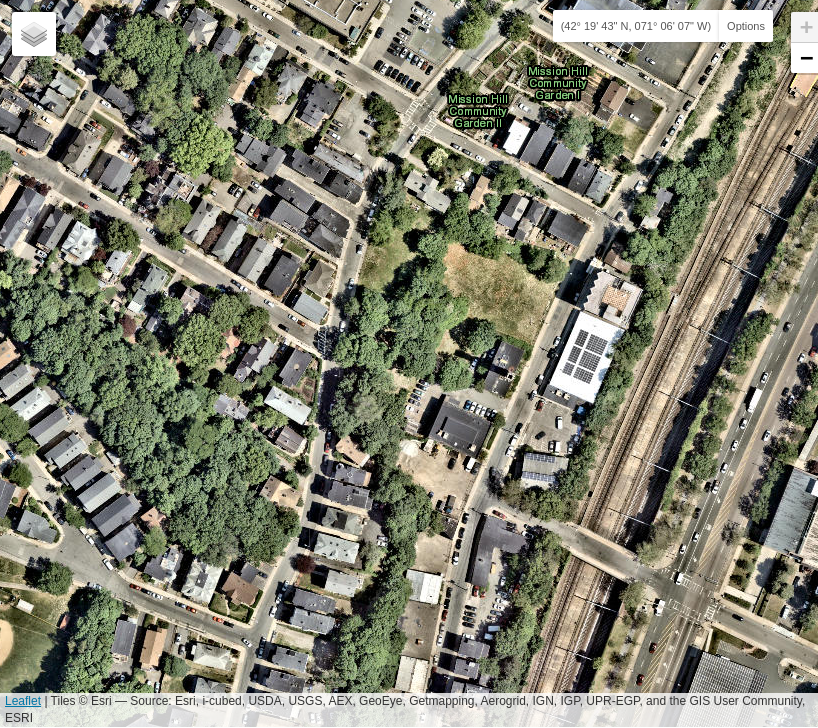 (42° 19' 43" N, 071° 06' 07" W) Options
+
−
Mission Hill
Community
Garden I
Mission Hill
Community
Garden II
Leaflet | Tiles © Esri — Source: Esri, i-cubed, USDA, USGS, AEX, GeoEye, Getmapping, Aerogrid, IGN, IGP, UPR-EGP, and the GIS User Community,
ESRI